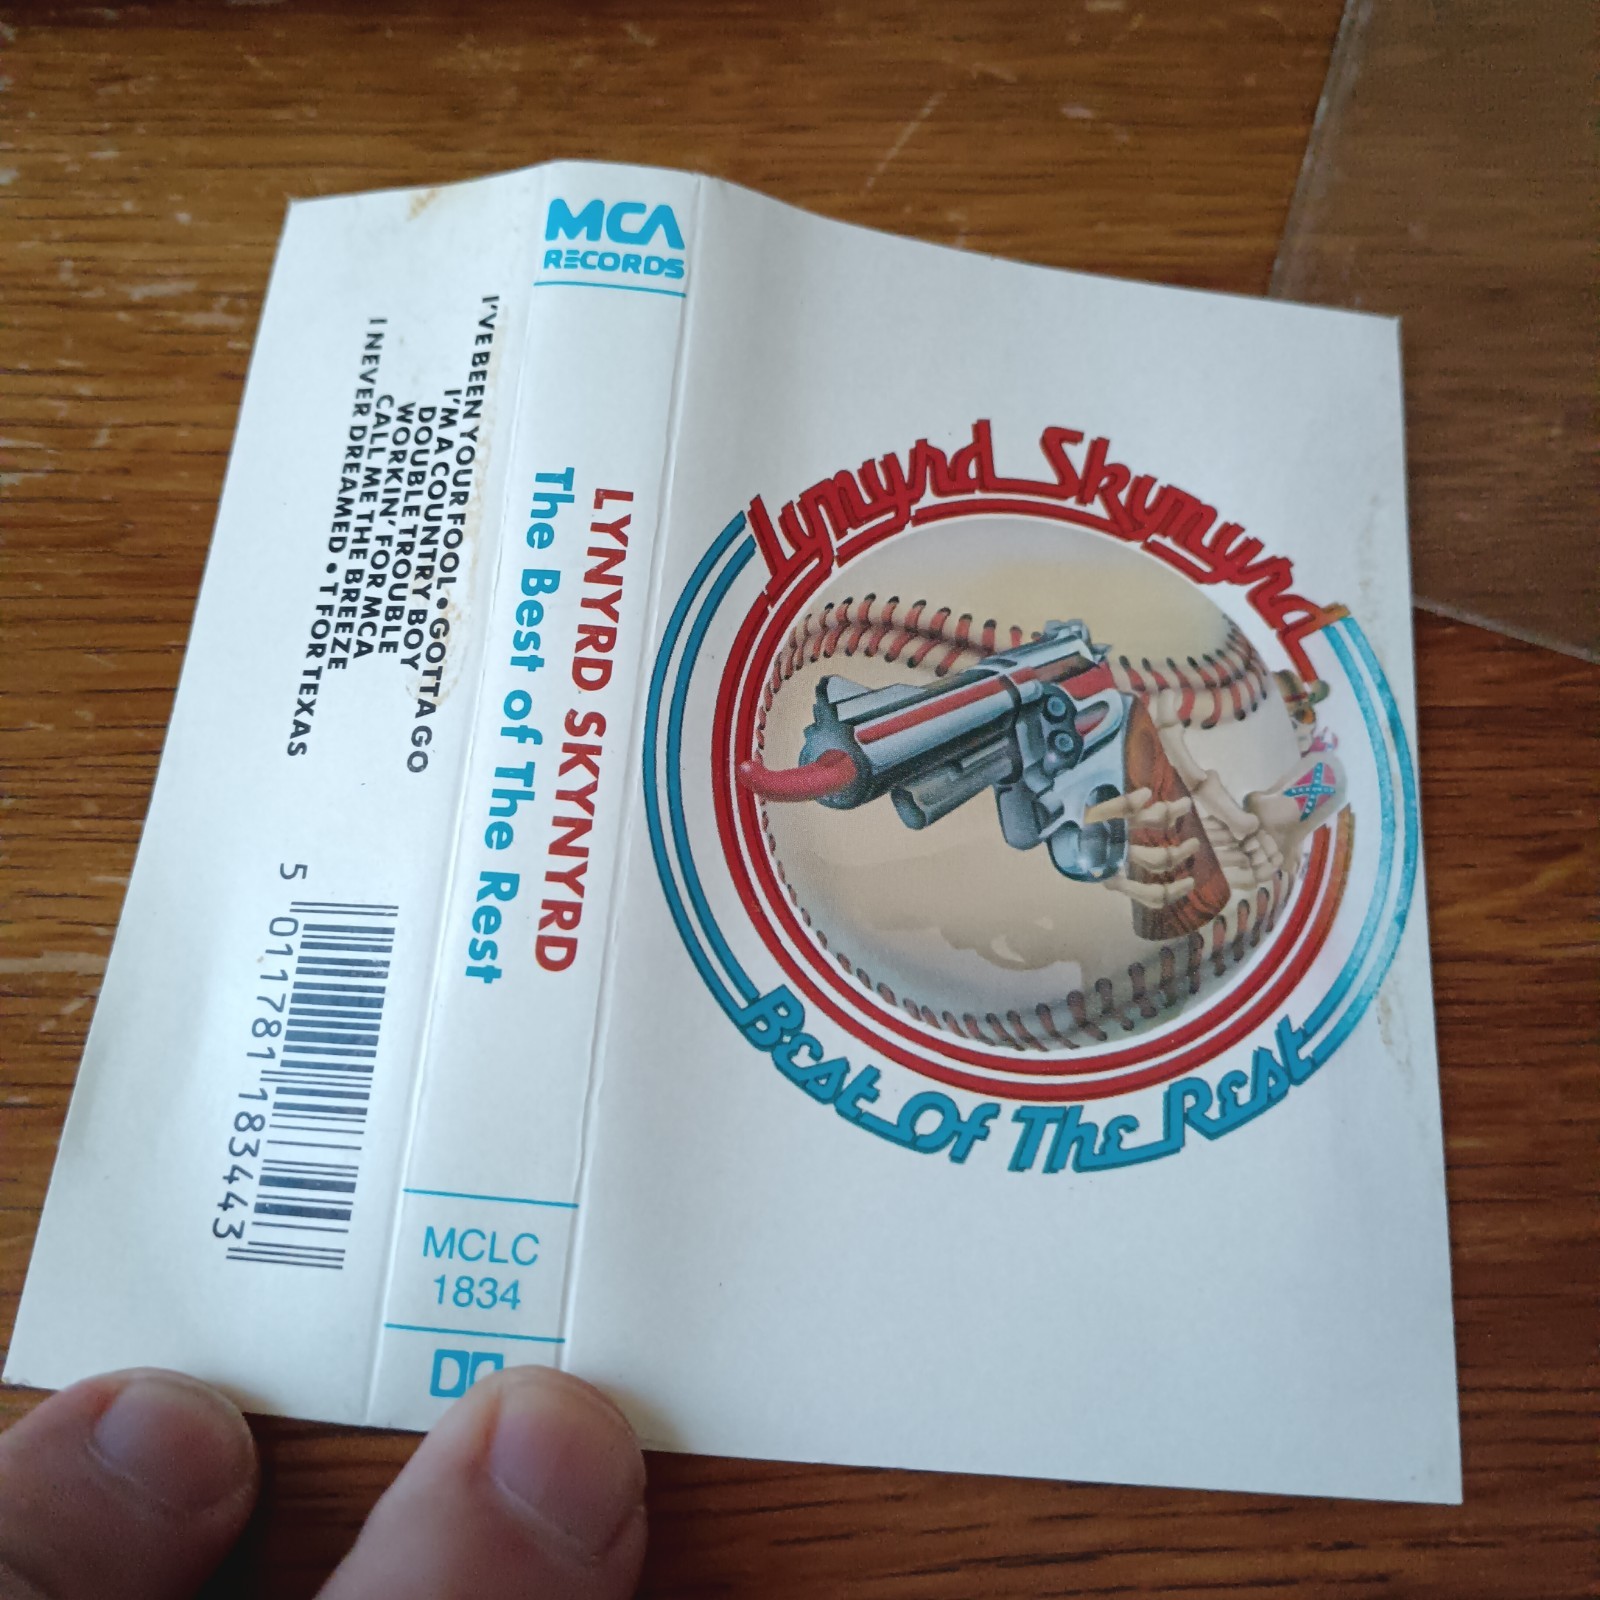 I'VE BEEN YOUR FOOL • GOTTA GO
I'M A COUNTRY BOY
DOUBLE TROUBLE
WORKIN' FOR MCA
CALL ME THE BREEZE
I NEVER DREAMED • T FOR TEXAS
5 011781 183443
MCA
RECORDS
LYNYRD SKYNYRD
The Best of The Rest
MCLC
1834
Lynyrd Skynyrd
Best Of The Rest